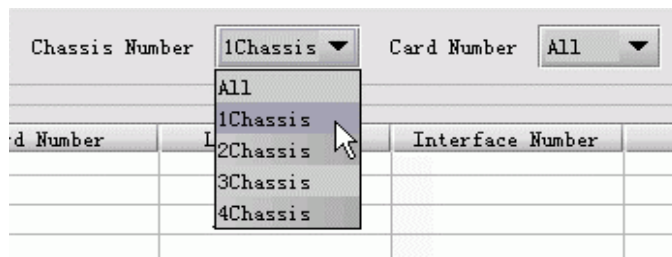 Chassis Number 1Chassis Card Number All
All
1Chassis
d Number L Interface Number
2Chassis
3Chassis
4Chassis